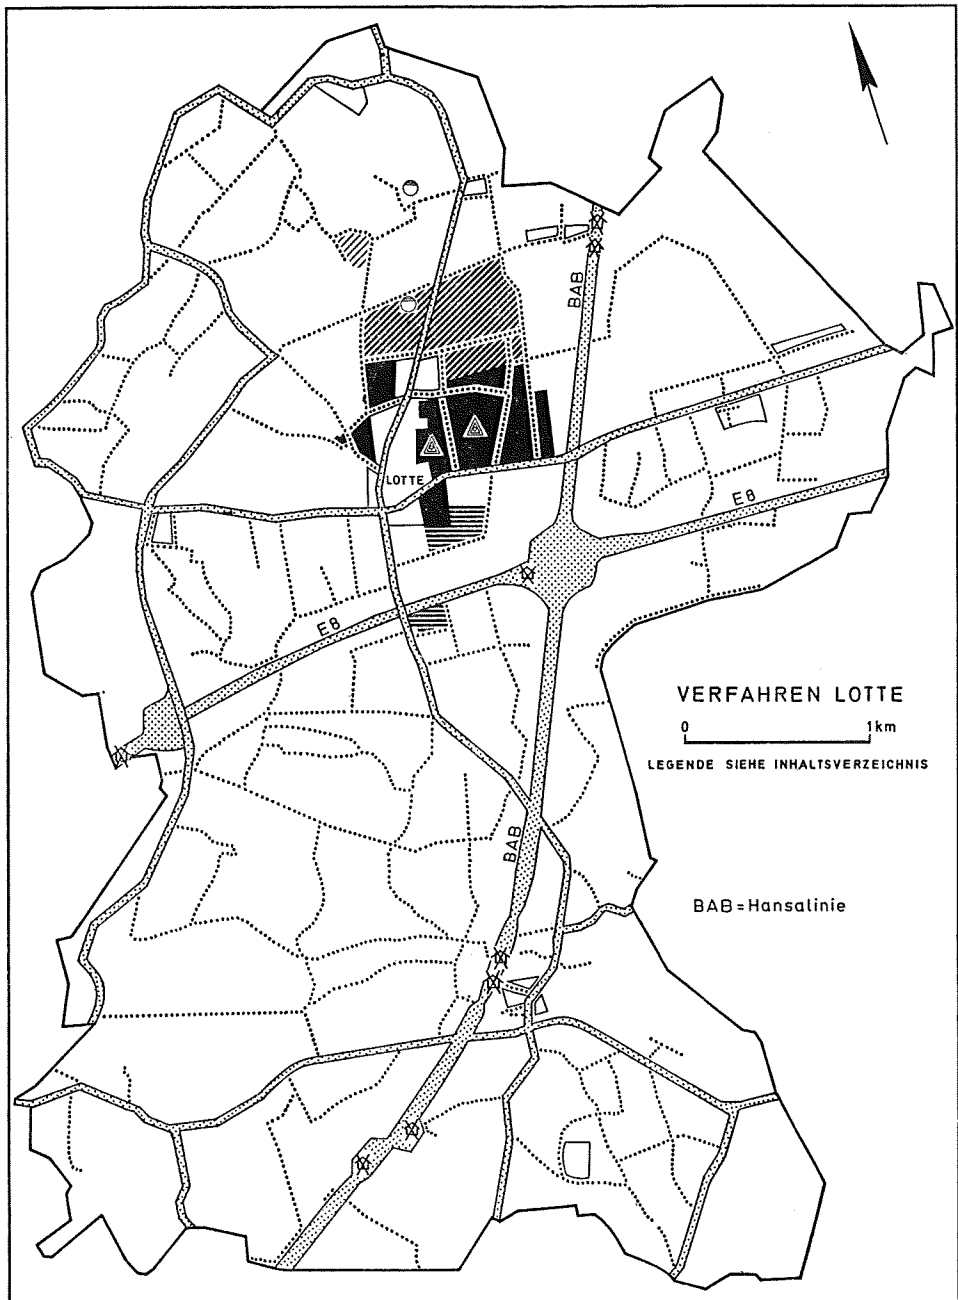 BAB
LOTTE
E8
E8
VERFAHREN LOTTE
0 1km
LEGENDE SIEHE INHALTSVERZEICHNIS
BAB
BAB=Hansalinie